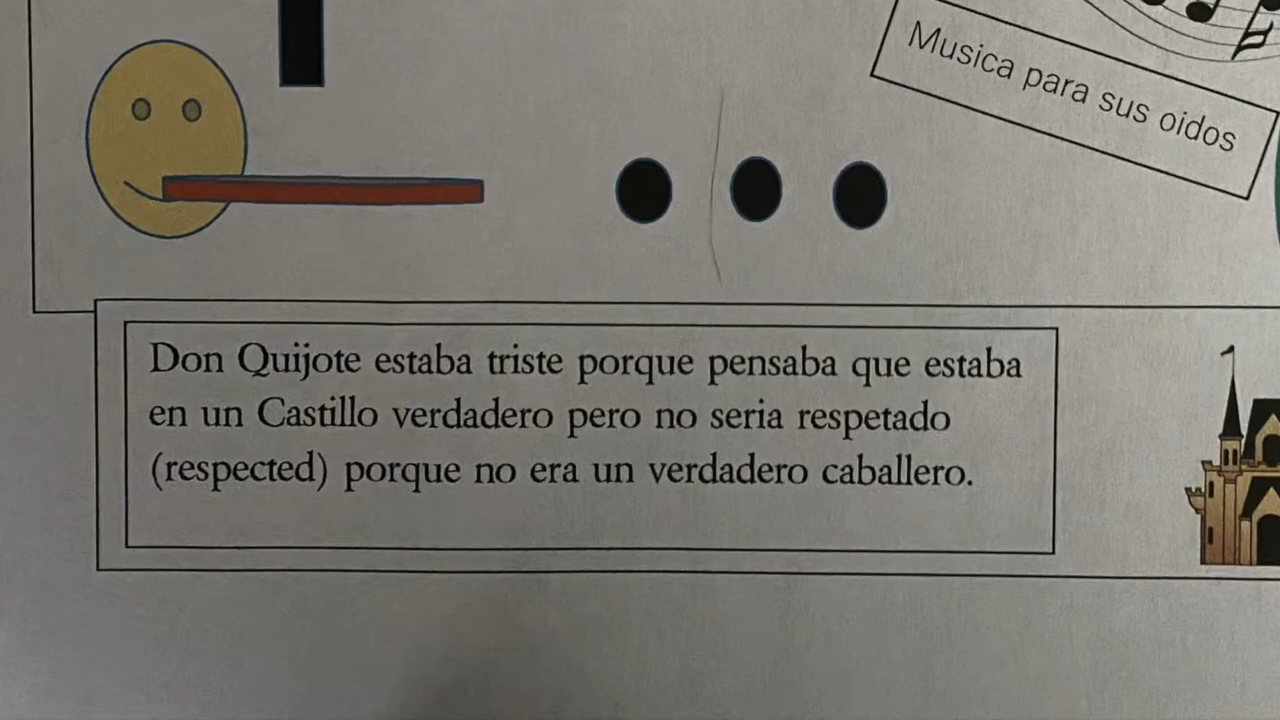 Musica para sus oidos
Don Quijote estaba triste porque pensaba que estaba
en un Castillo verdadero pero no seria respetado
(respected) porque no era un verdadero caballero.